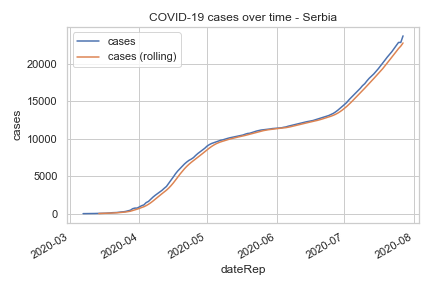 COVID-19 cases over time - Serbia
cases
cases (rolling)
20000
15000
10000
5000
0
cases
2020-03
2020-04
2020-05
2020-06
2020-07
2020-08
dateRep